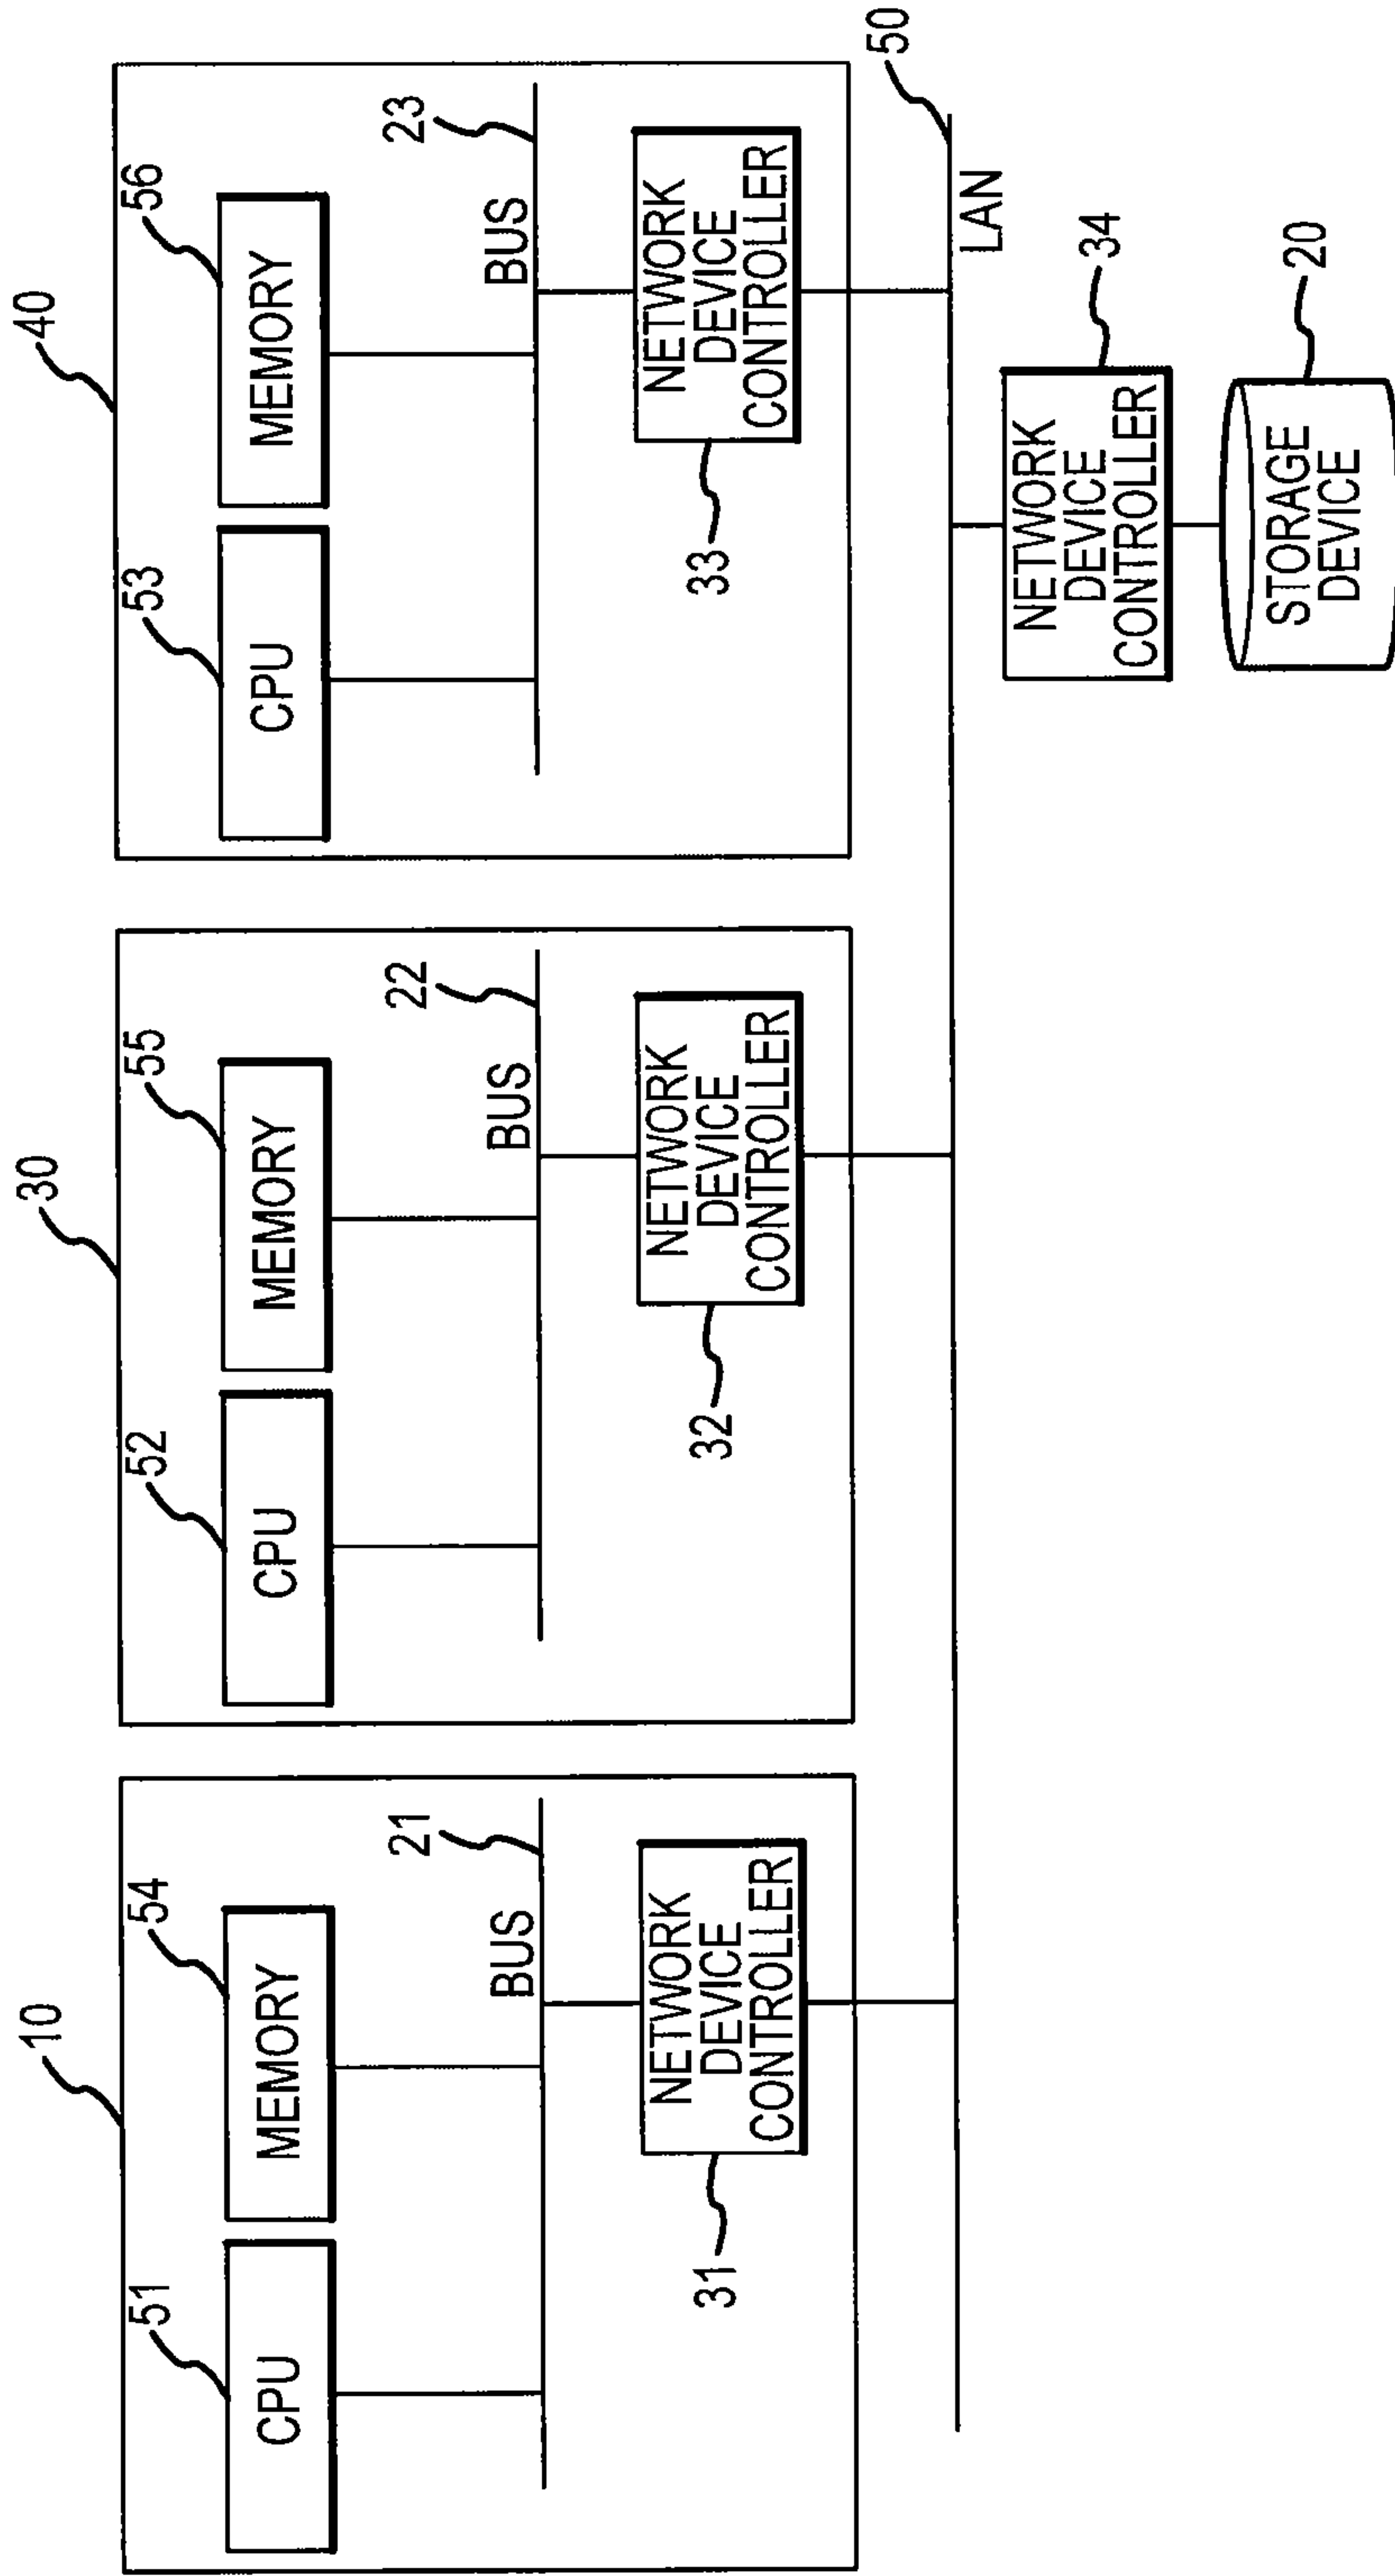 10
51
CPU
54
MEMORY
21
BUS
31
NETWORK
DEVICE
CONTROLLER
30
52
CPU
55
MEMORY
22
BUS
32
NETWORK
DEVICE
CONTROLLER
40
53
CPU
56
MEMORY
23
BUS
33
NETWORK
DEVICE
CONTROLLER
50
LAN
34
NETWORK
DEVICE
CONTROLLER
20
STORAGE
DEVICE